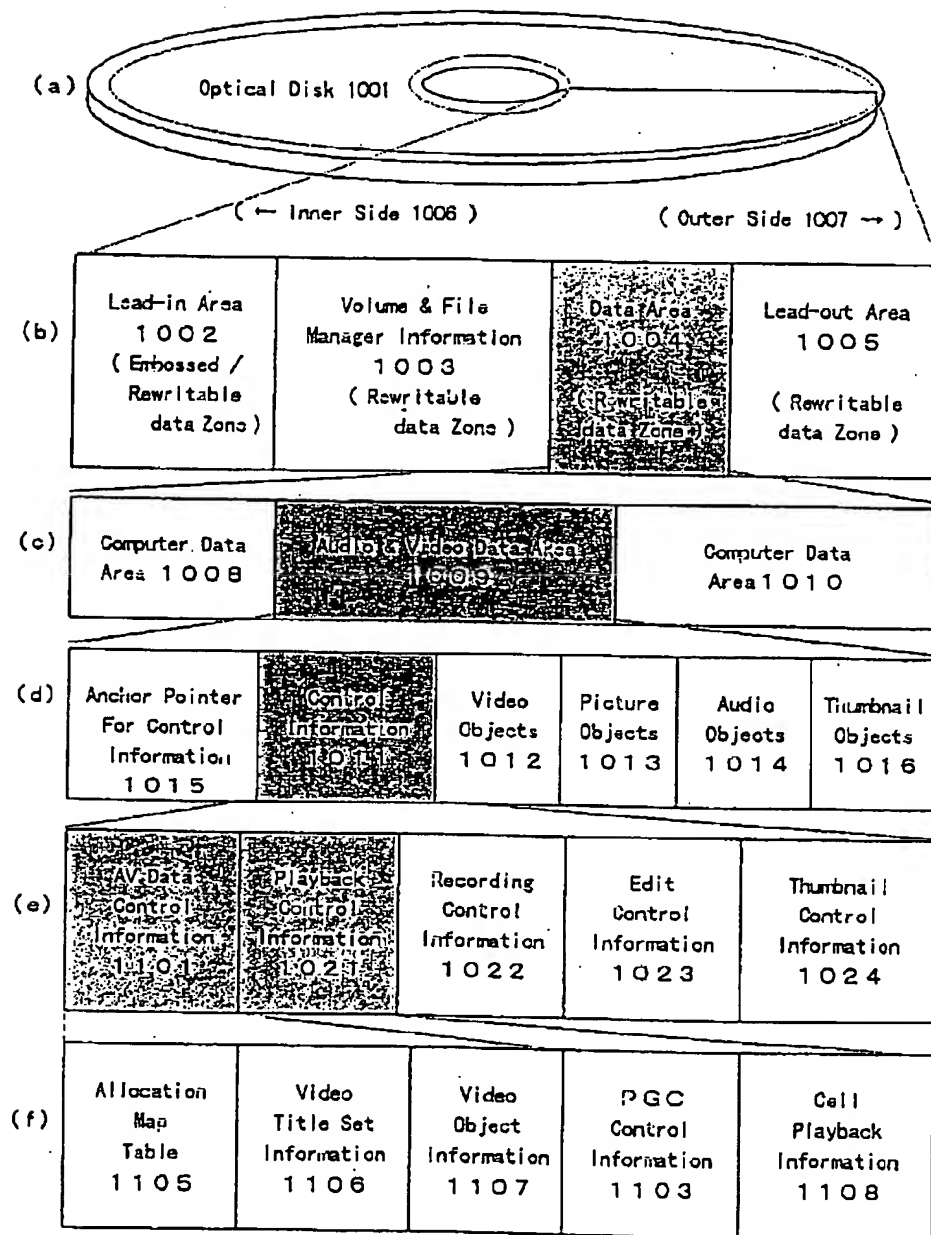 (a)
Optical Disk 1001
( ← Inner Side 1006 )
( Outer Side 1007 → )
(b)
Lead-in Area
1002
( Embossed /
Rewritable
data Zone )
Volume & File
Manager Information
1003
( Rewritable
data Zone )
Data Area
1004
( Rewritable
data Zone )
Lead-out Area
1005
( Rewritable
data Zone )
(c)
Computer Data
Area 1008
Audio & Video Data Area
1009
Computer Data
Area 1010
(d)
Anchor Pointer
For Control
Information
1015
Control
Information
1011
Video
Objects
1012
Picture
Objects
1013
Audio
Objects
1014
Thumbnail
Objects
1016
(e)
AV Data
Control
Information
1101
Playback
Control
Information
1021
Recording
Control
Information
1022
Edit
Control
Information
1023
Thumbnail
Control
Information
1024
(f)
Allocation
Map
Table
1105
Video
Title Set
Information
1106
Video
Object
Information
1107
PGC
Control
Information
1103
Cell
Playback
Information
1108